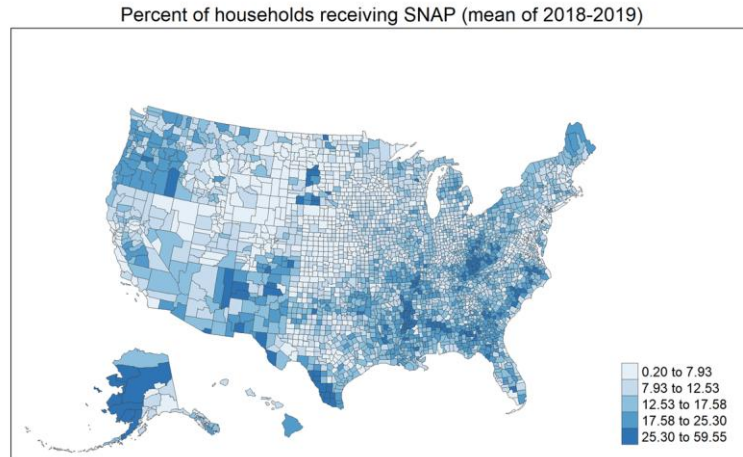 Percent of households receiving SNAP (mean of 2018-2019)
0.20 to 7.93
7.93 to 12.53
12.53 to 17.58
17.58 to 25.30
25.30 to 59.55